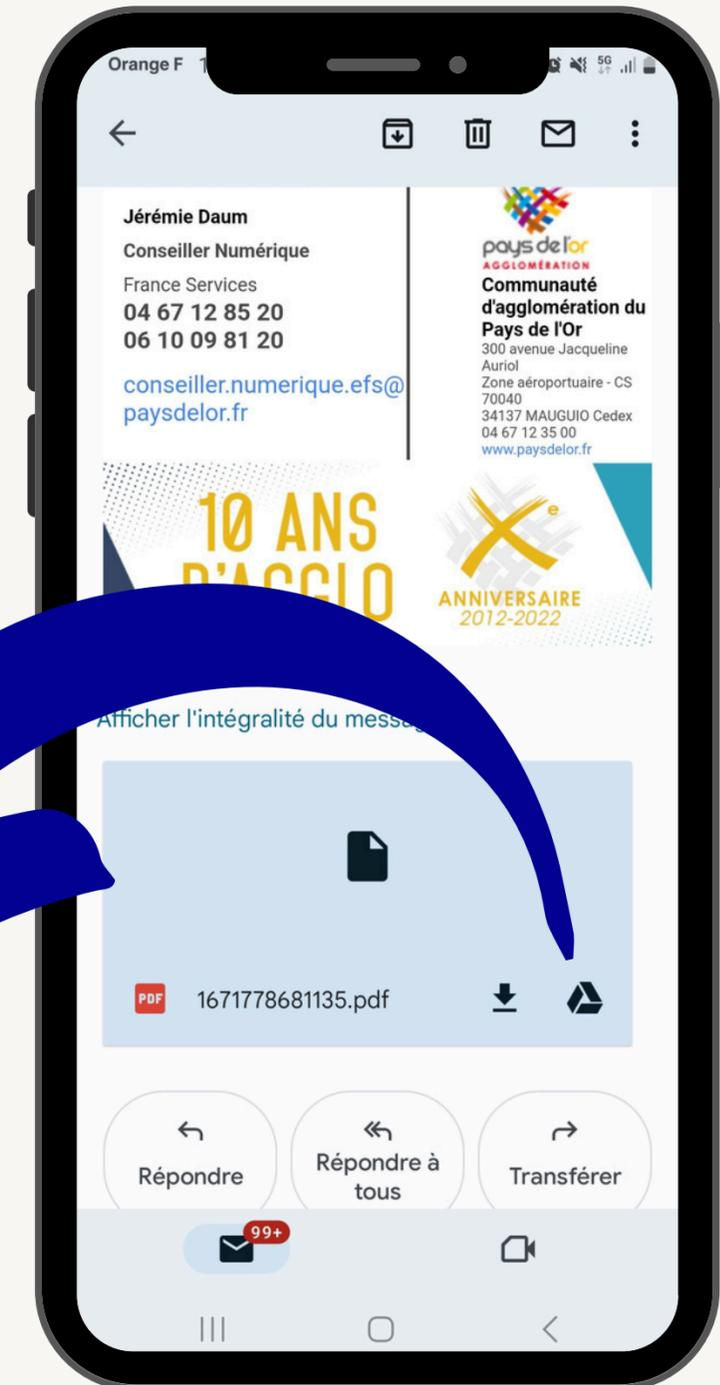 Orange F
5G
Jérémie Daum
Conseiller Numérique
France Services
04 67 12 85 20
06 10 09 81 20
conseiller.numerique.efs@
paysdelor.fr
pays de l'or
AGGLOMÉRATION
Communauté
d'agglomération du
Pays de l'Or
300 avenue Jacqueline
Auriol
Zone aéroportuaire - CS
70040
34137 MAUGUIO Cedex
04 67 12 35 00
www.paysdelor.fr
10 ANS
D'AGGLO
Xe
ANNIVERSAIRE
2012-2022
Afficher l'intégralité du
PDF 1671778681135.pdf
Répondre
Répondre à
tous
Transférer
99+